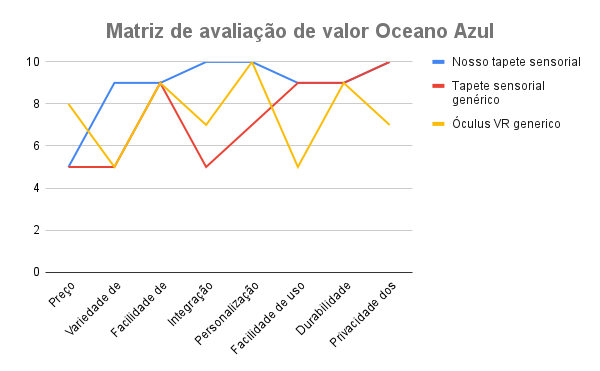 Matriz de avaliação de valor Oceano Azul
10
8
6
4
2
0
Nosso tapete sensorial
Tapete sensorial
genérico
Óculus VR generico
Preço
Variedade de
Facilidade de
Integração
Personalização
Facilidade de uso
Durabilidade
Privacidade dos